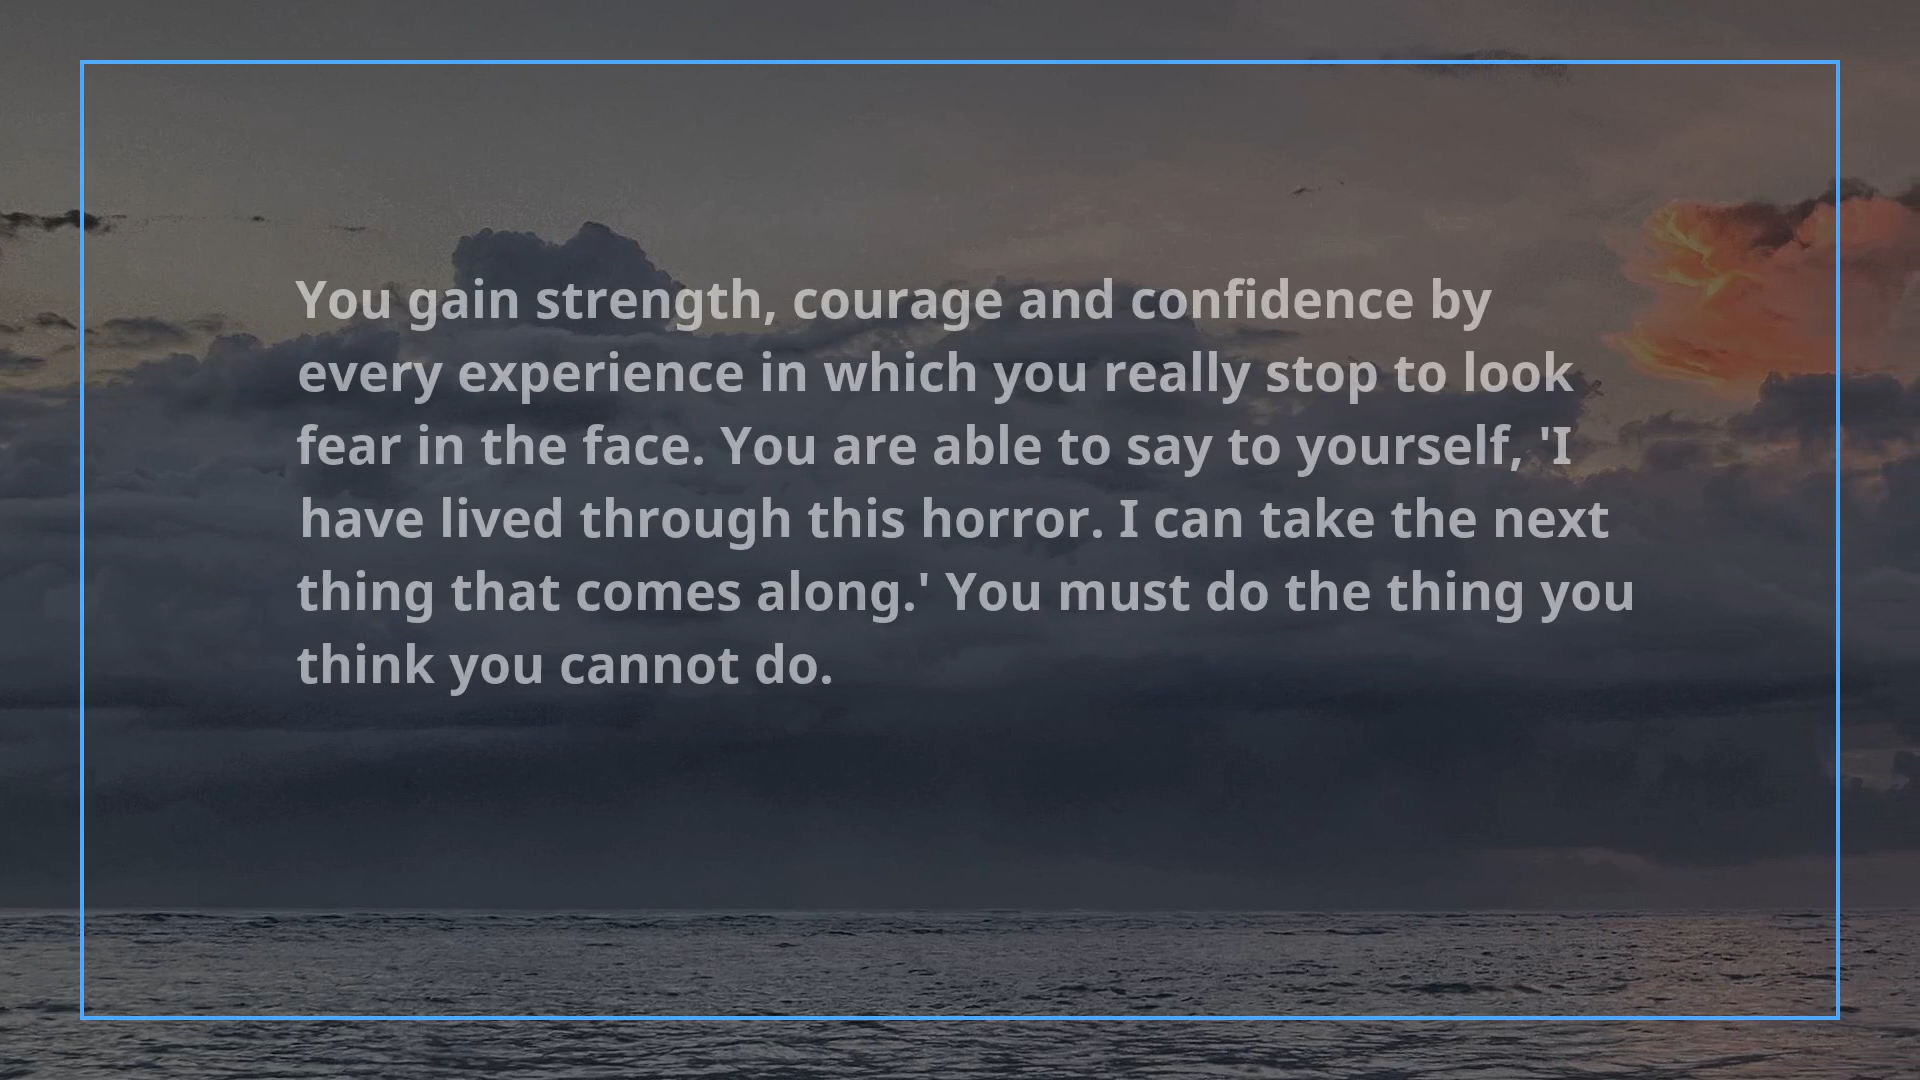 You gain strength, courage and confidence by
every experience in which you really stop to look
fear in the face. You are able to say to yourself, 'I
have lived through this horror. I can take the next
thing that comes along.' You must do the thing you
think you cannot do.